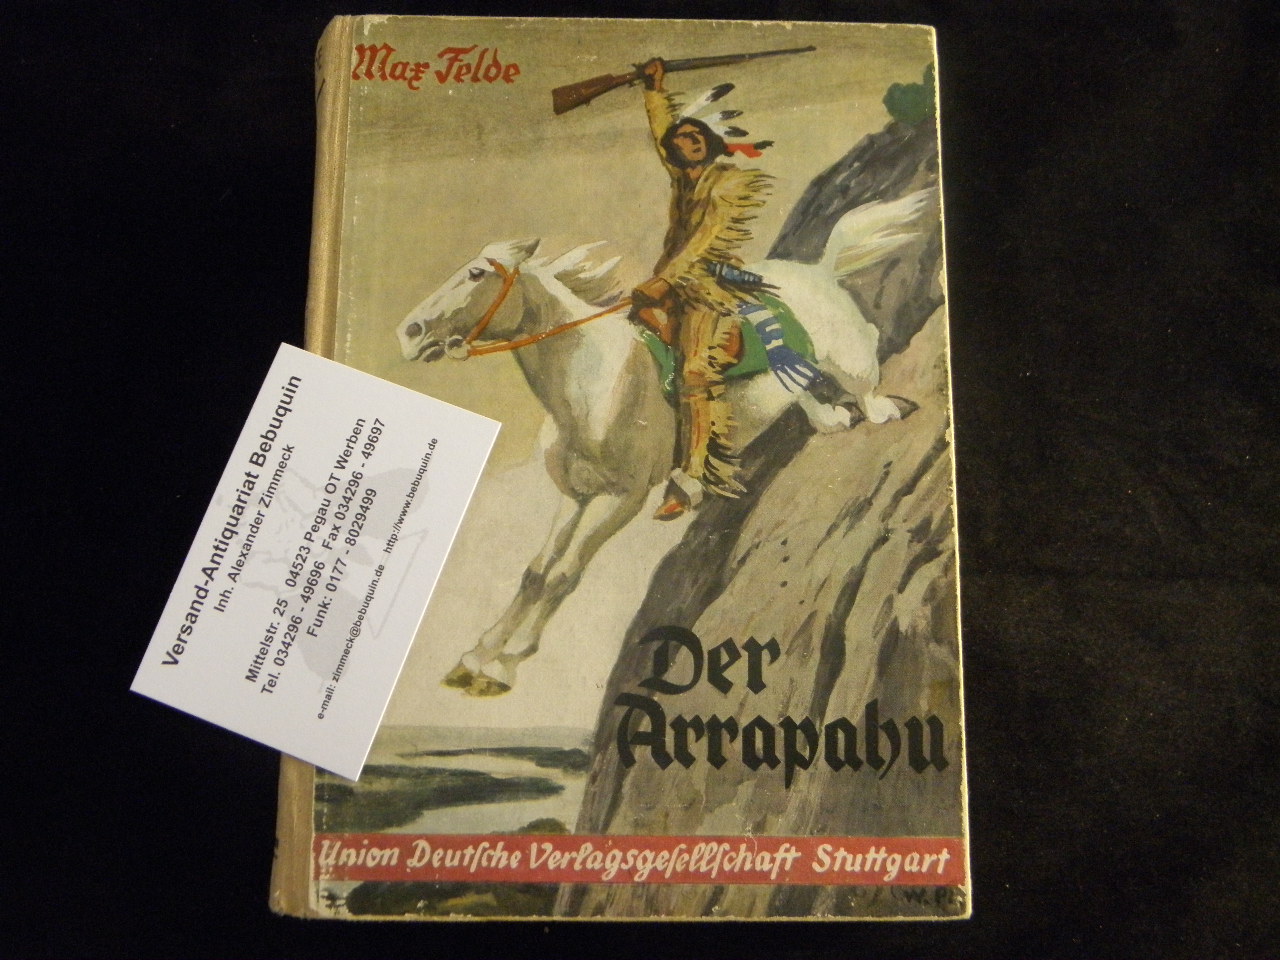 Max Felde
Der
Arrapahu
Union Deutſche Verlagsgeſellſchaft Stuttgart
Versand-Antiquariat Bebuquin
Inh. Alexander Zimmeck
Mittelstr. 25 04523 Pegau OT Werben
Tel. 034296 - 49696 Fax 034296 - 49697
Funk: 0177 - 8029499
e-mail: zimmeck@bebuquin.de http://www.bebuquin.de